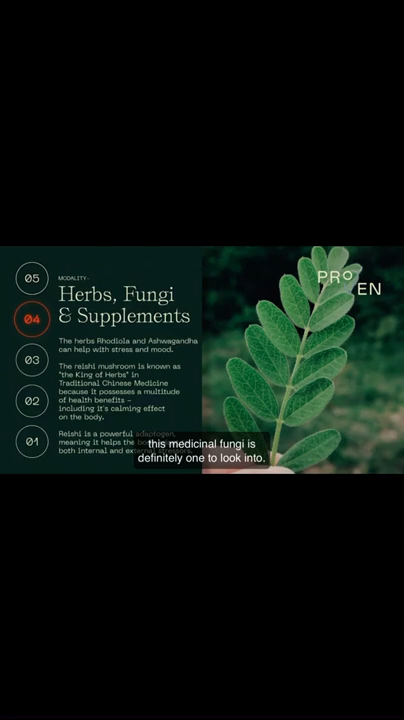 05
04
03
02
01
MODALITY-
Herbs, Fungi
& Supplements
The herbs Rhodiola and Ashwagandha
can help with stress and mood.
The reishi mushroom is known as
"the King of Herbs" in
Traditional Chinese Medicine
because it possesses a multitude
of health benefits -
including it's calming effect
on the body.
Reishi is a powerful adaptogen,
meaning it helps the
both internal and external stressors.
PRO
EN
this medicinal fungi is
definitely one to look into.